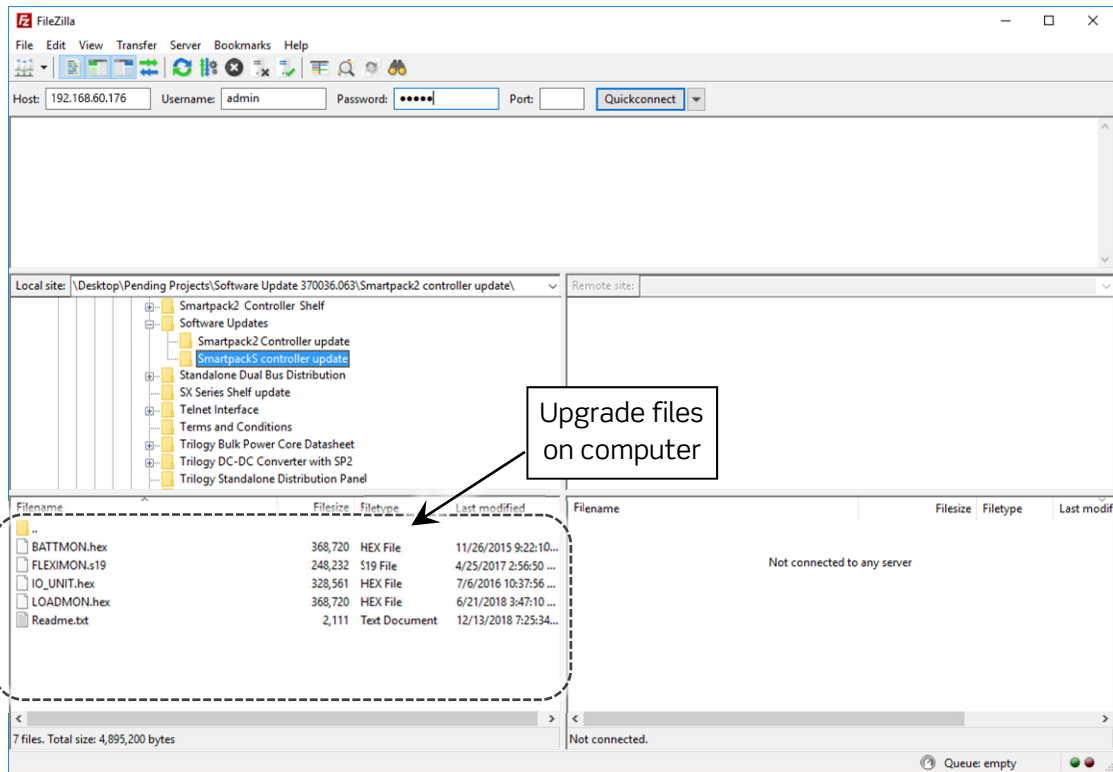 FileZilla
File Edit View Transfer Server Bookmarks Help
Host: 192.168.60.176 Username: admin Password: ●●●●● Port: Quickconnect
Local site: \Desktop\Pending Projects\Software Update 370036.063\Smartpack2 controller update\ Remote site:
Smartpack2 Controller Shelf
Software Updates
Smartpack2 Controller update
SmartpackS controller update
Standalone Dual Bus Distribution
SX Series Shelf update
Telnet Interface
Terms and Conditions
Trilogy Bulk Power Core Datasheet
Trilogy DC-DC Converter with SP2
Trilogy Standalone Distribution Panel
Upgrade files
on computer
Filename Filesize Filetype Last modified Filename Filesize Filetype Last modif
..
BATTMON.hex 368,720 HEX File 11/26/2015 9:22:10...
FLEXIMON.s19 248,232 S19 File 4/25/2017 2:56:50 ...
IO_UNIT.hex 328,561 HEX File 7/6/2016 10:37:56 ...
LOADMON.hex 368,720 HEX File 6/21/2018 3:47:10 ...
Readme.txt 2,111 Text Document 12/13/2018 7:25:34...
Not connected to any server
7 files. Total size: 4,895,200 bytes Not connected.
Queue: empty